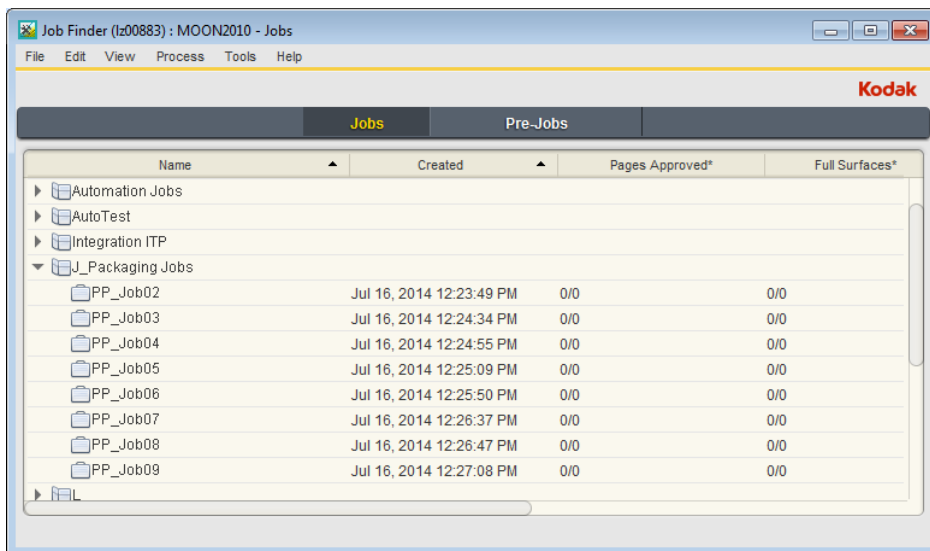 Job Finder (lz00883) : MOON2010 - Jobs
File Edit View Process Tools Help
Kodak
Jobs Pre-Jobs
Name Created Pages Approved* Full Surfaces*
Automation Jobs
AutoTest
Integration ITP
J_Packaging Jobs
PP_Job02 Jul 16, 2014 12:23:49 PM 0/0 0/0
PP_Job03 Jul 16, 2014 12:24:34 PM 0/0 0/0
PP_Job04 Jul 16, 2014 12:24:55 PM 0/0 0/0
PP_Job05 Jul 16, 2014 12:25:09 PM 0/0 0/0
PP_Job06 Jul 16, 2014 12:25:50 PM 0/0 0/0
PP_Job07 Jul 16, 2014 12:26:37 PM 0/0 0/0
PP_Job08 Jul 16, 2014 12:26:47 PM 0/0 0/0
PP_Job09 Jul 16, 2014 12:27:08 PM 0/0 0/0
L